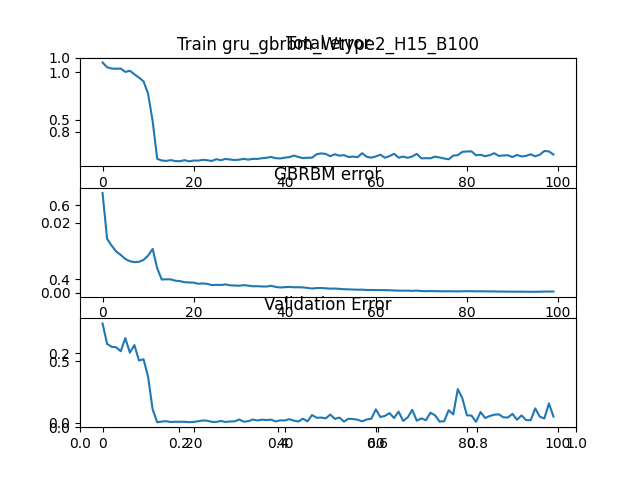 Train gru_gbrbm_Wtype2_H15_B100
Total error
1.0
1.0
0.5
0.8
0 20 40 60 80 100
GBRBM error
0.6
0.02
0.4
0.00
0 20 40 60 80 100
Validation Error
0.2
0.5
0.0
0.0
0.0 0 0.2 20 0.4 40 0.6 60 80 0.8 100 1.0